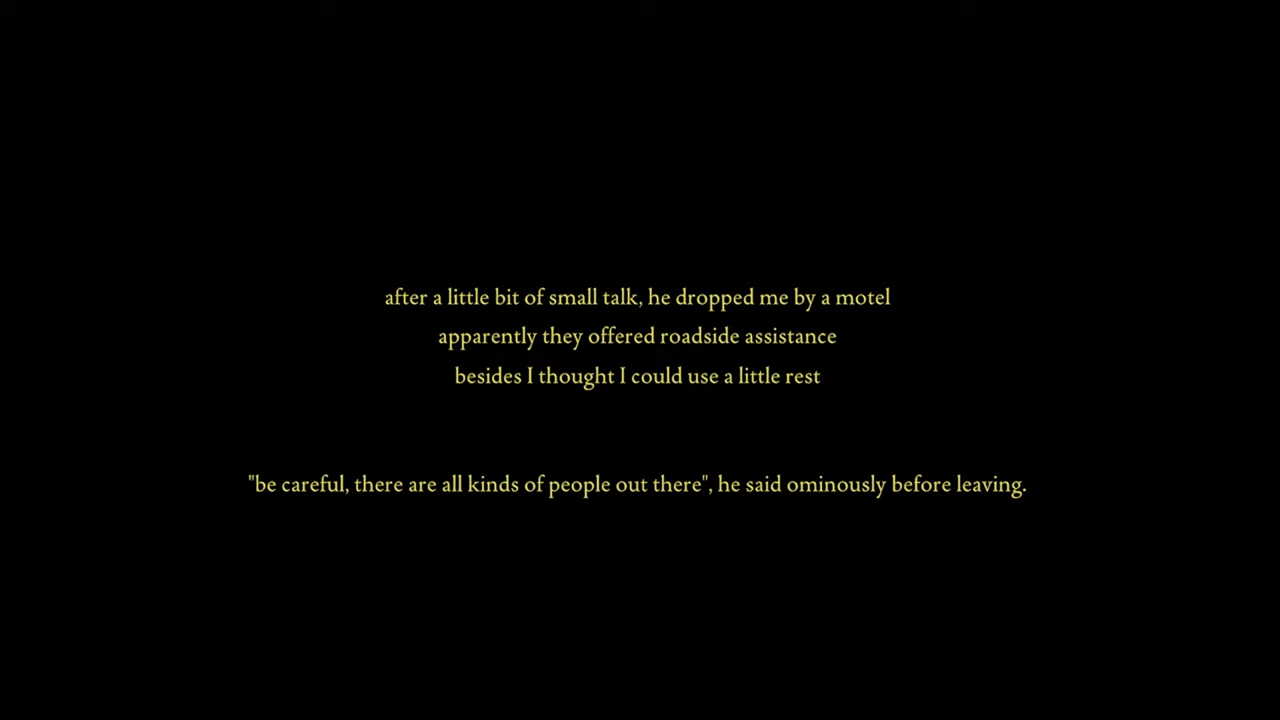 after a little bit of small talk, he dropped me by a motel
apparently they offered roadside assistance
besides I thought I could use a little rest
"be careful, there are all kinds of people out there", he said ominously before leaving.